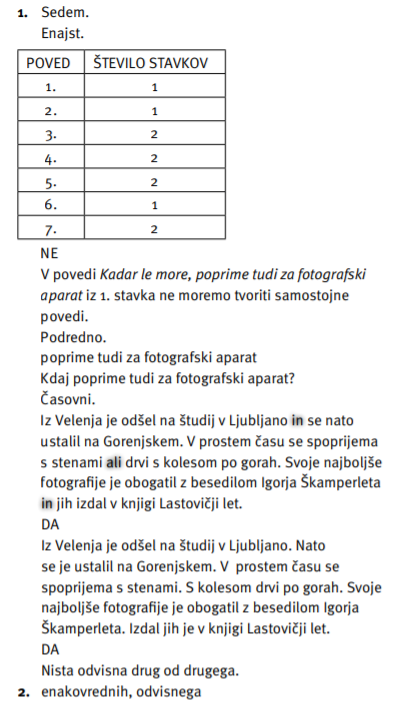 1. Sedem.
Enajst.
POVED ŠTEVILO STAVKOV
1. 1
2. 1
3. 2
4. 2
5. 2
6. 1
7. 2
NE
V povedi Kadar le more, poprime tudi za fotografski
aparat iz 1. stavka ne moremo tvoriti samostojne
povedi.
Podredno.
poprime tudi za fotografski aparat
Kdaj poprime tudi za fotografski aparat?
Časovni.
Iz Velenja je odšel na študij v Ljubljano in se nato
ustalil na Gorenjskem. V prostem času se spoprijema
s stenami ali drvi s kolesom po gorah. Svoje najboljše
fotografije je obogatil z besedilom Igorja Škamperleta
in jih izdal v knjigi Lastovičji let.
DA
Iz Velenja je odšel na študij v Ljubljano. Nato
se je ustalil na Gorenjskem. V prostem času se
spoprijema s stenami. S kolesom drvi po gorah. Svoje
najboljše fotografije je obogatil z besedilom Igorja
Škamperleta. Izdal jih je v knjigi Lastovičji let.
DA
Nista odvisna drug od drugega.
2. enakovrednih, odvisnega